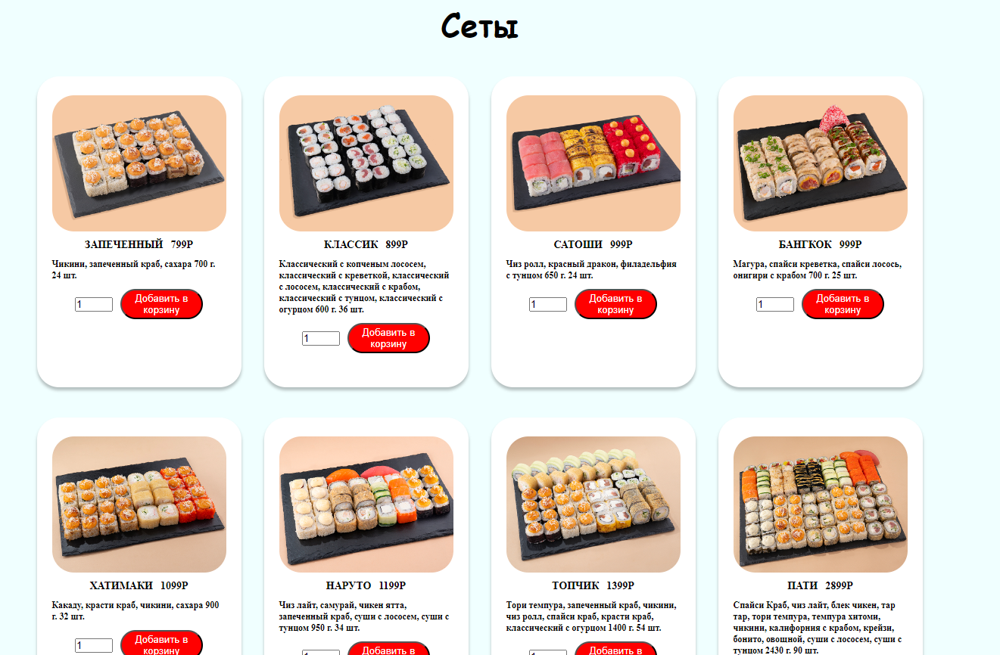 Сеты
ЗАПЕЧЕННЫЙ 799Р
Чикини, запеченный краб, сахара 700 г.
24 шт.
1
Добавить в
корзину
КЛАССИК 899Р
Классический с копченым лососем,
классический с креветкой, классический
с лососем, классический с крабом,
классический с тунцом, классический с
огурцом 600 г. 36 шт.
1
Добавить в
корзину
САТОШИ 999Р
Чиз ролл, красный дракон, филадельфия
с тунцом 650 г. 24 шт.
1
Добавить в
корзину
БАНГКОК 999Р
Магура, спайси креветка, спайси лосось,
онигири с крабом 700 г. 25 шт.
1
Добавить в
корзину
ХАТИМАКИ 1099Р
Какаду, красти краб, чикини, сахара 900
г. 32 шт.
1
Добавить в
корзину
НАРУТО 1199Р
Чиз лайт, самурай, чикен ятта,
запеченный краб, суши с лососем, суши с
тунцом 950 г. 34 шт.
Добавить в
ТОПЧИК 1399Р
Тори темпура, запеченный краб, чикини,
чиз ролл, спайси краб, красти краб,
классический с огурцом 1400 г. 54 шт.
Добавить в
ПАТИ 2899Р
Спайси Краб, чиз лайт, блек чикен, тар
тар, тори темпура, темпура хитоми,
чикини, калифорния с крабом, крейзи,
бонито, овощной, суши с лососем, суши с
тунцом 2430 г. 90 шт.